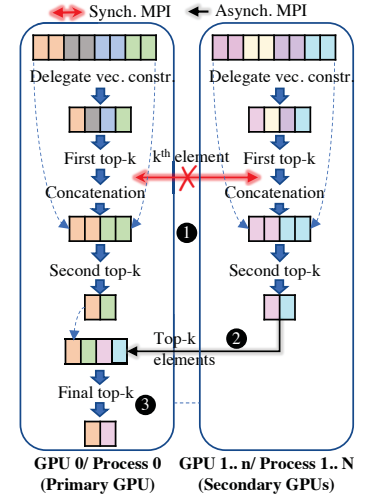 Synch. MPI Asynch. MPI
Delegate vec. constr. Delegate vec. constr.
First top-k kth element First top-k
Concatenation Concatenation
1
Second top-k Second top-k
Top-k 2
elements
Final top-k
3
GPU 0/ Process 0 GPU 1.. n/ Process 1.. N
(Primary GPU) (Secondary GPUs)